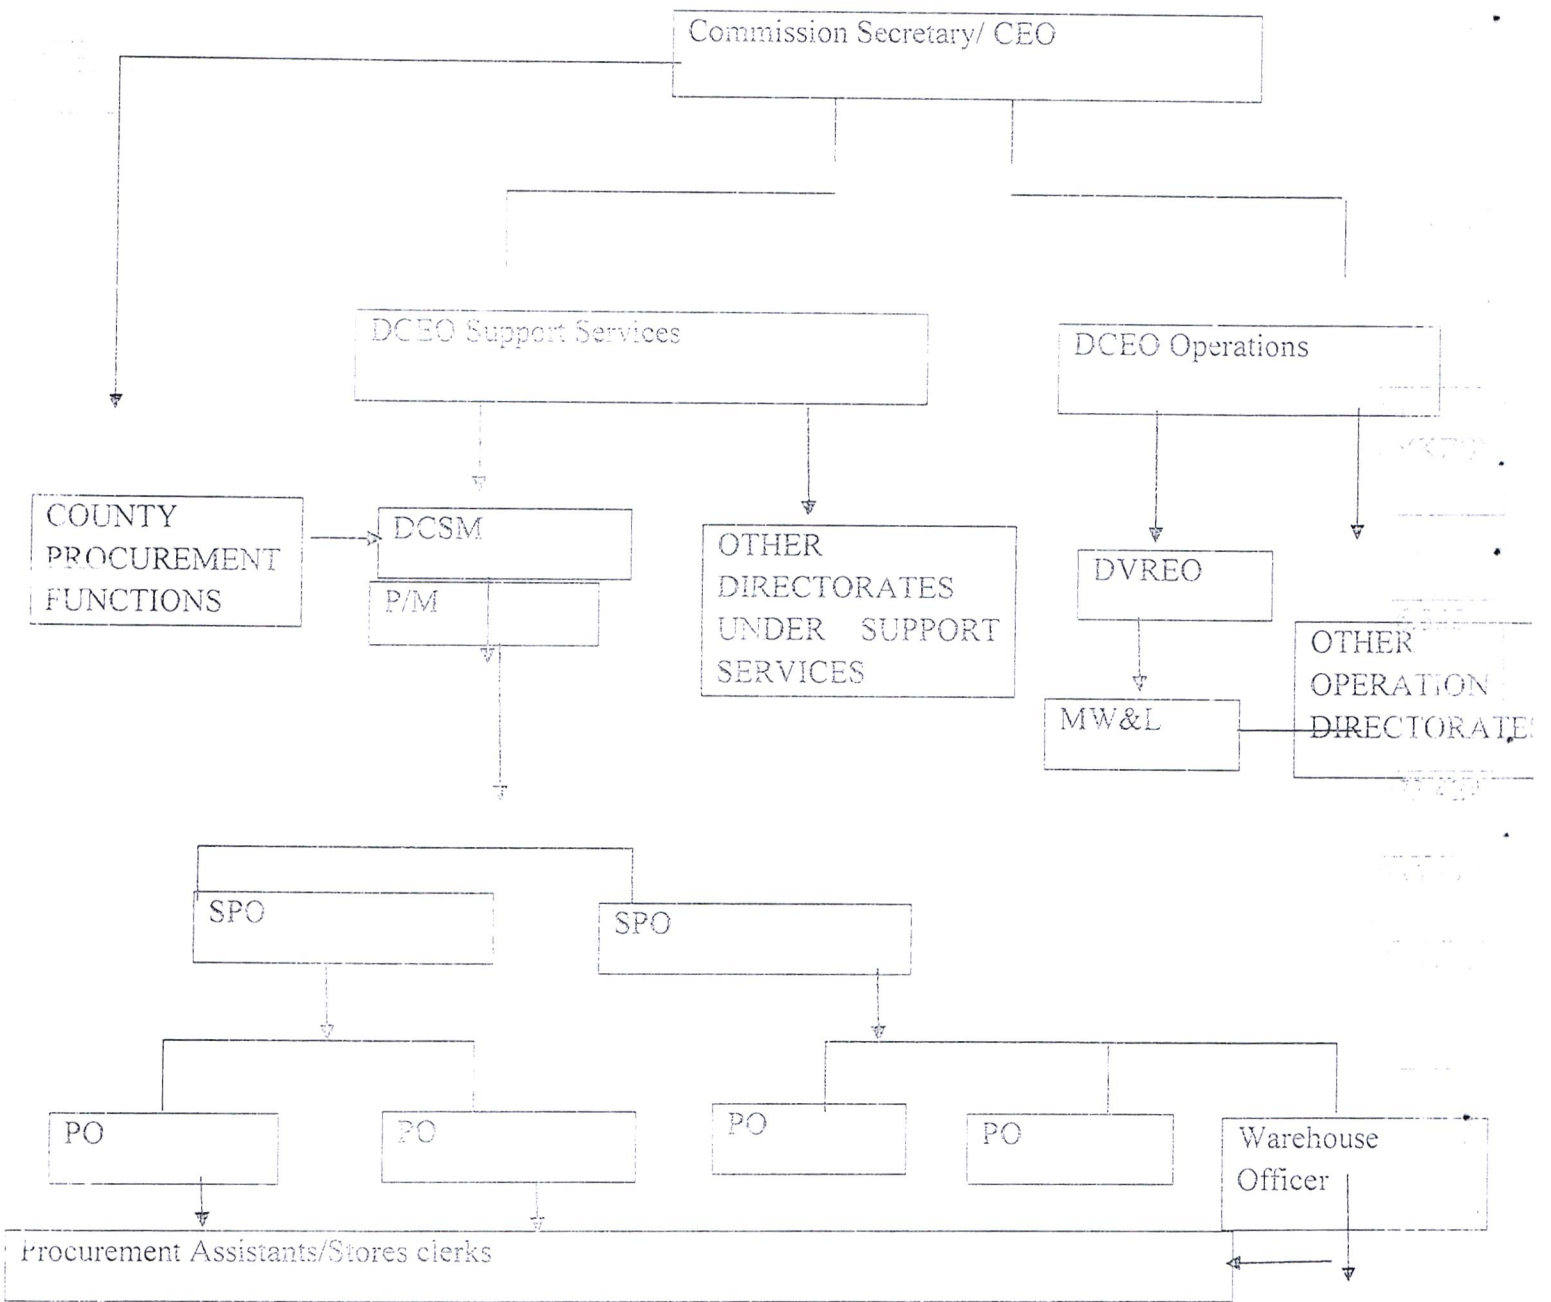 Commission Secretary/ CEO
DCEO Support Services
DCEO Operations
COUNTY
PROCUREMENT
FUNCTIONS
DCSM
P/M
OTHER
DIRECTORATES
UNDER SUPPORT
SERVICES
DVREO
MW&L
OTHER
OPERATION
DIRECTORATES
SPO
SPO
PO
PO
PO
PO
Warehouse
Officer
Procurement Assistants/Stores clerks